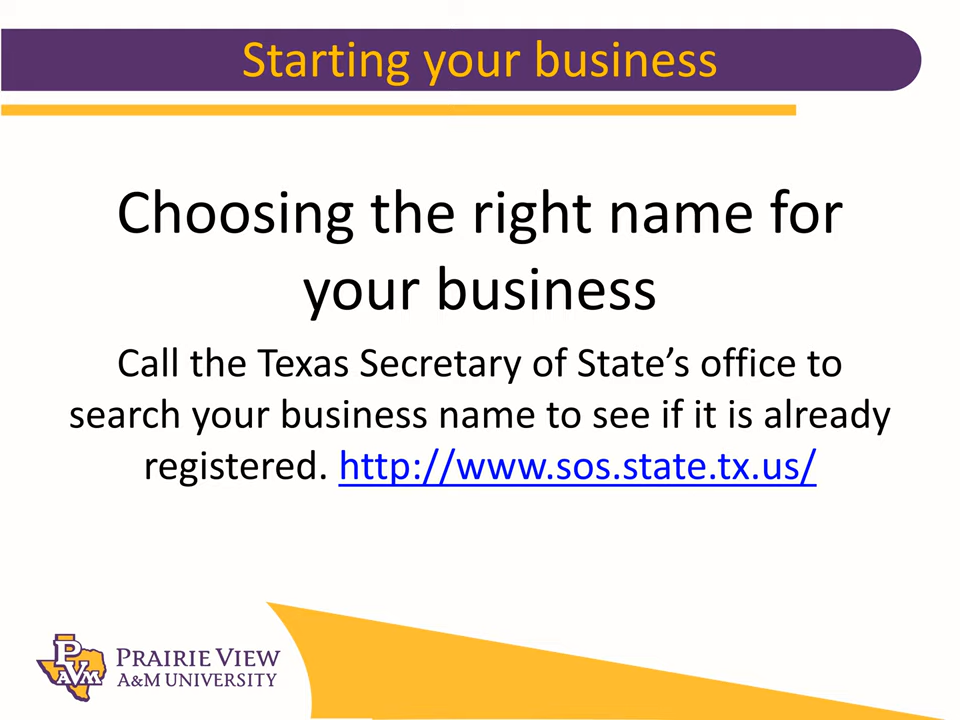 Starting your business
Choosing the right name for
your business
Call the Texas Secretary of State’s office to
search your business name to see if it is already
registered. http://www.sos.state.tx.us/
PVAMU
PRAIRIE VIEW
A&M UNIVERSITY